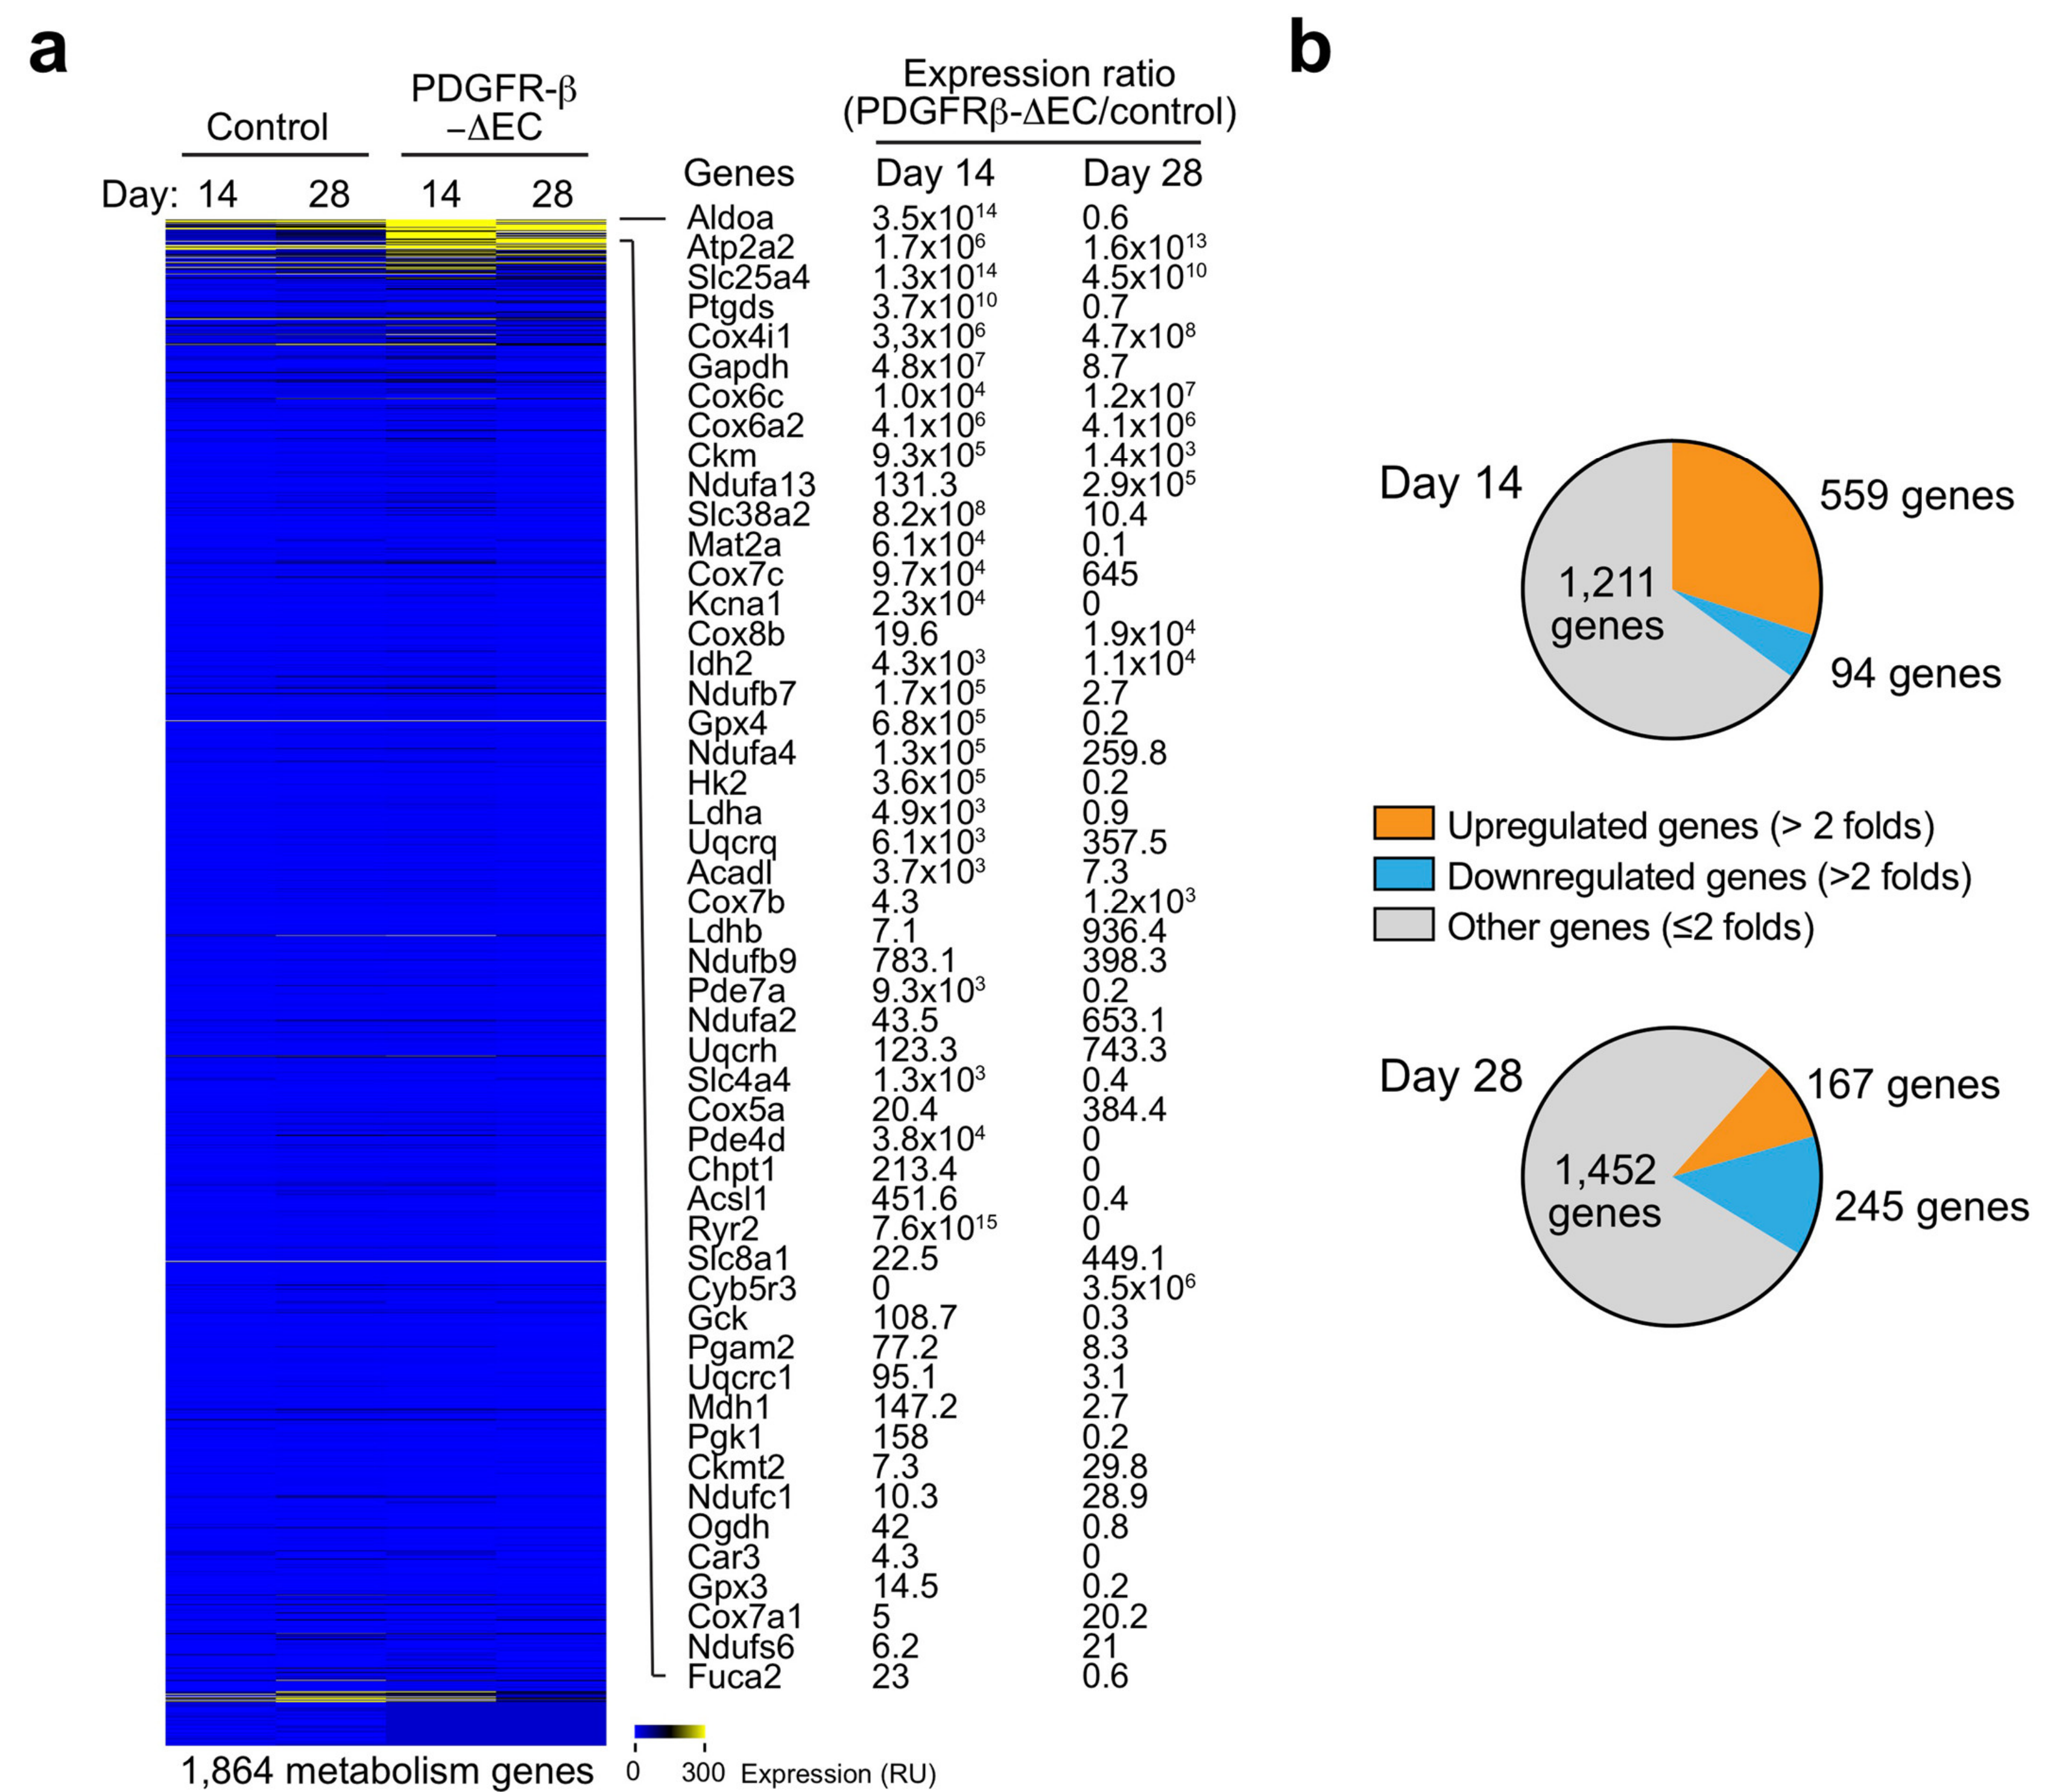 a
Control
PDGFR-β
–ΔEC
Day: 14 28 14 28
1,864 metabolism genes
0 300 Expression (RU)
Expression ratio
(PDGFRβ-ΔEC/control)
Genes Day 14 Day 28
Aldoa 3.5x10¹⁴ 0.6
Atp2a2 1.7x10⁶ 1.6x10¹³
Slc25a4 1.3x10¹⁴ 4.5x10¹⁰
Ptgds 3.7x10¹⁰ 0.7
Cox4i1 3,3x10⁶ 4.7x10⁸
Gapdh 4.8x10⁷ 8.7
Cox6c 1.0x10⁴ 1.2x10⁷
Cox6a2 4.1x10⁶ 4.1x10⁶
Ckm 9.3x10⁵ 1.4x10³
Ndufa13 131.3 2.9x10⁵
Slc38a2 8.2x10⁸ 10.4
Mat2a 6.1x10⁴ 0.1
Cox7c 9.7x10⁴ 645
Kcna1 2.3x10⁴ 0
Cox8b 19.6 1.9x10⁴
Idh2 4.3x10³ 1.1x10⁴
Ndufb7 1.7x10⁵ 2.7
Gpx4 6.8x10⁵ 0.2
Ndufa4 1.3x10⁵ 259.8
Hk2 3.6x10⁵ 0.2
Ldha 4.9x10³ 0.9
Uqcrq 6.1x10³ 357.5
Acadl 3.7x10³ 7.3
Cox7b 4.3 1.2x10³
Ldhb 7.1 936.4
Ndufb9 783.1 398.3
Pde7a 9.3x10³ 0.2
Ndufa2 43.5 653.1
Uqcrh 123.3 743.3
Slc4a4 1.3x10³ 0.4
Cox5a 20.4 384.4
Pde4d 3.8x10⁴ 0
Chpt1 213.4 0
Acsl1 451.6 0.4
Ryr2 7.6x10¹⁵ 0
Slc8a1 22.5 449.1
Cyb5r3 0 3.5x10⁶
Gck 108.7 0.3
Pgam2 77.2 8.3
Uqcrc1 95.1 3.1
Mdh1 147.2 2.7
Pgk1 158 0.2
Ckmt2 7.3 29.8
Ndufc1 10.3 28.9
Ogdh 42 0.8
Car3 4.3 0
Gpx3 14.5 0.2
Cox7a1 5 20.2
Ndufs6 6.2 21
Fuca2 23 0.6
b
Day 14
559 genes
1,211
genes
94 genes
Upregulated genes (> 2 folds)
Downregulated genes (>2 folds)
Other genes (≤2 folds)
Day 28
167 genes
1,452
genes
245 genes